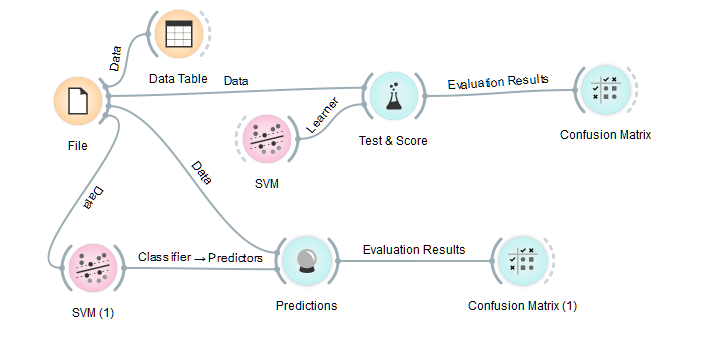 Data
Data Table
Data
Evaluation Results
File
Learner
Test & Score
Confusion Matrix
SVM
Data
Data
Classifier → Predictors
Evaluation Results
SVM (1)
Predictions
Confusion Matrix (1)